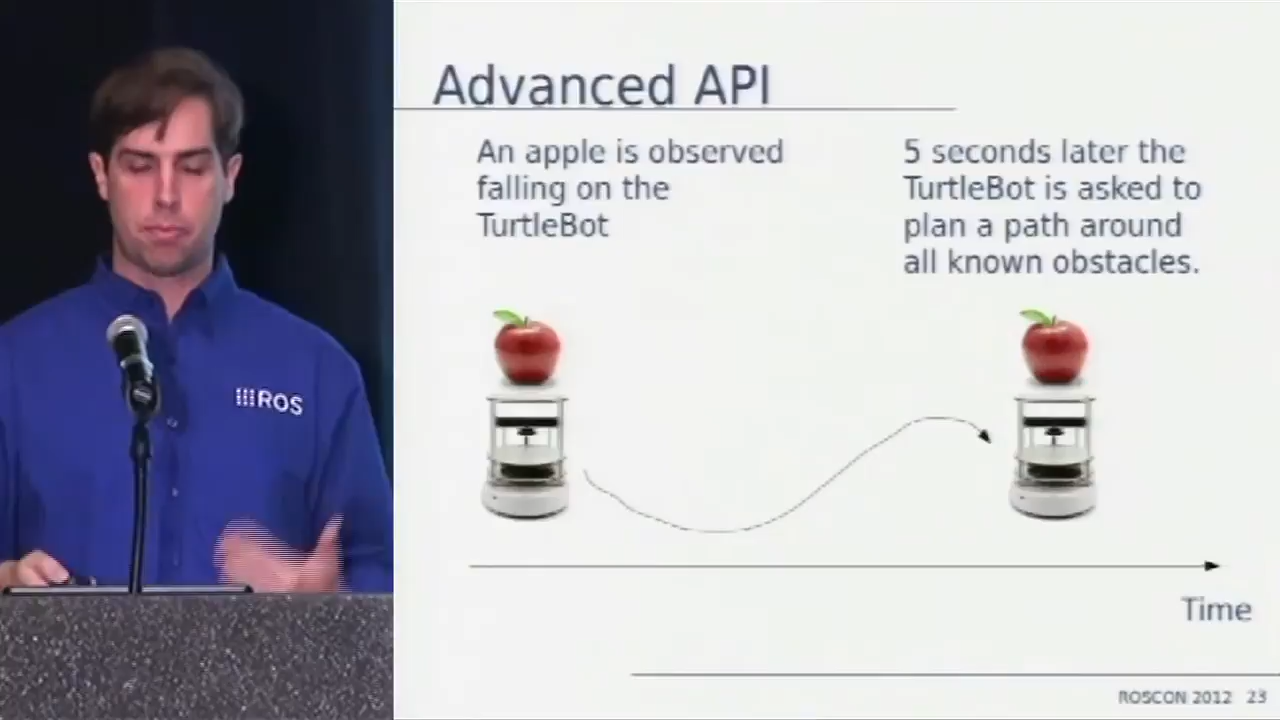 Advanced API
An apple is observed
falling on the
TurtleBot
5 seconds later the
TurtleBot is asked to
plan a path around
all known obstacles.
ROS
Time
ROSCON 2012 23